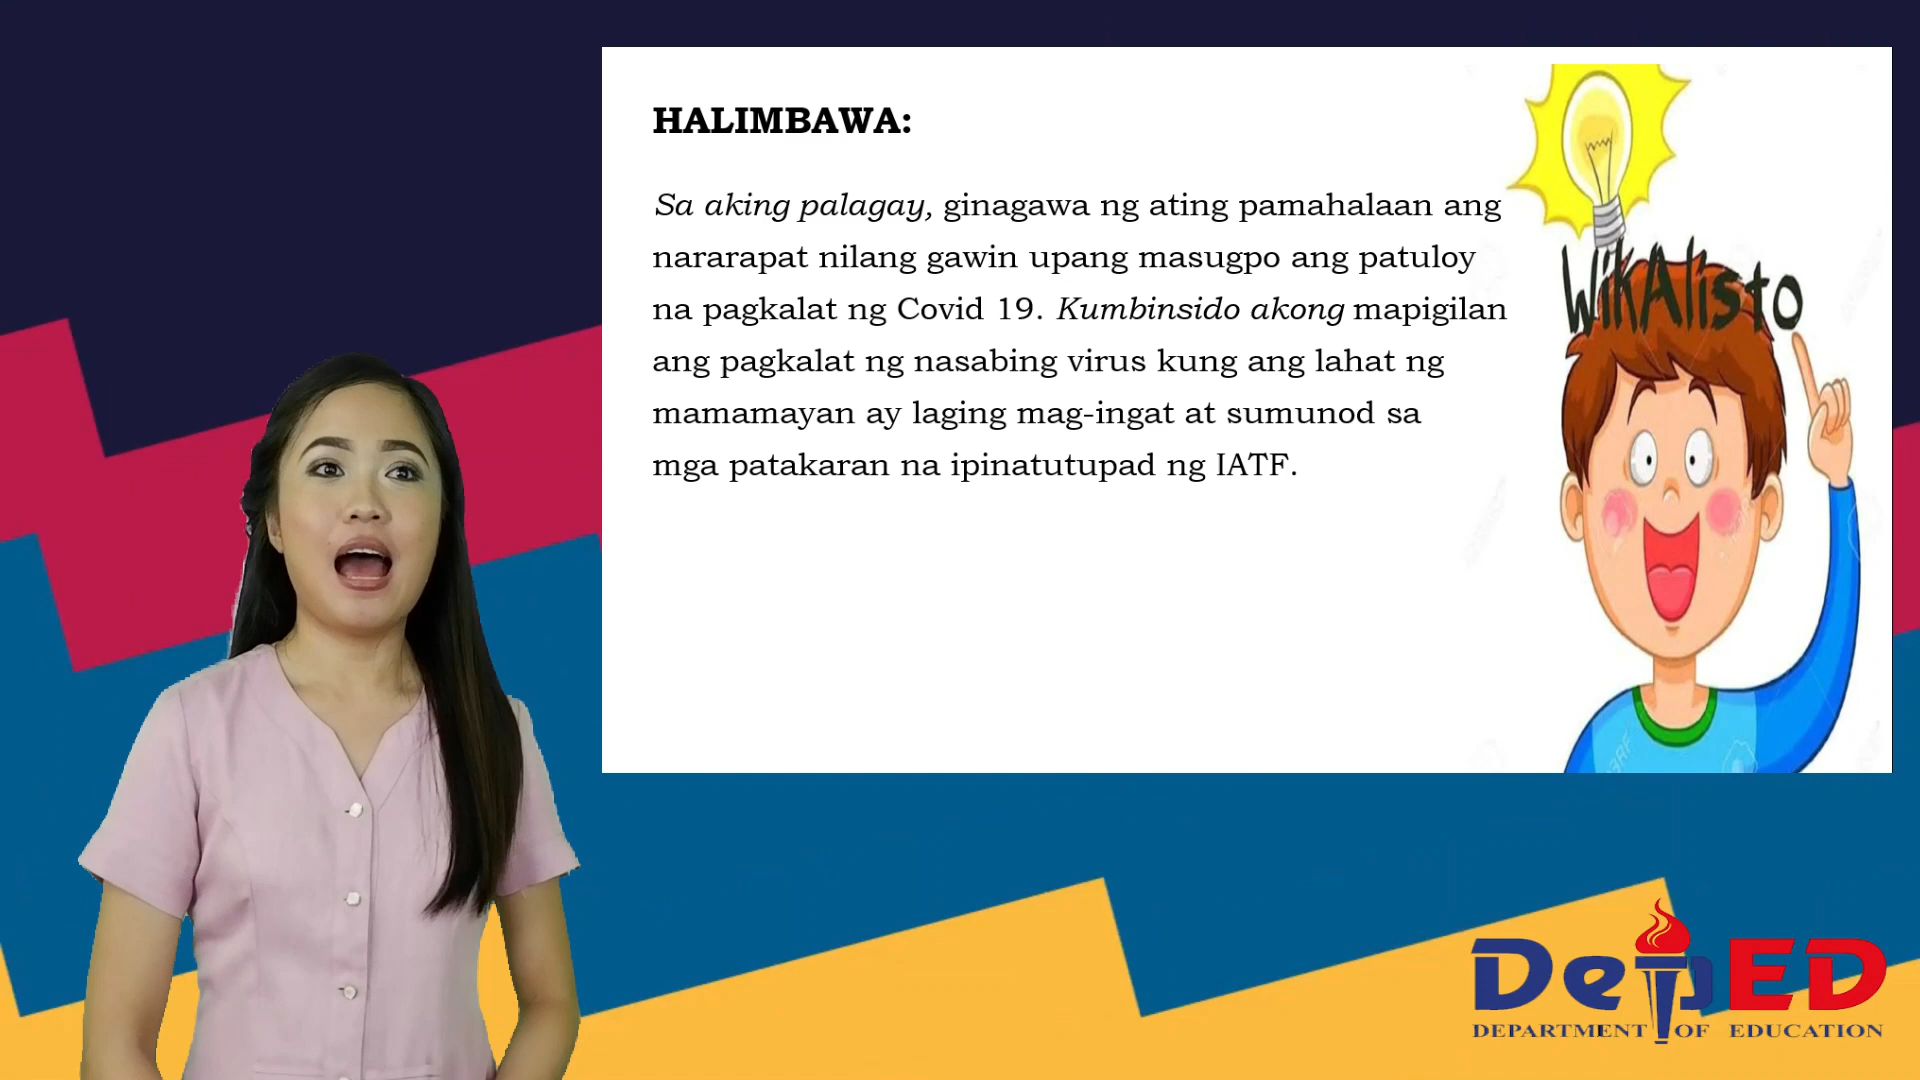 HALIMBAWA:
Sa aking palagay, ginagawa ng ating pamahalaan ang
nararapat nilang gawin upang masugpo ang patuloy
na pagkalat ng Covid 19. Kumbinsido akong mapigilan
ang pagkalat ng nasabing virus kung ang lahat ng
mamamayan ay laging mag-ingat at sumunod sa
mga patakaran na ipinatutupad ng IATF.
WikAlisto
DepED
DEPARTMENT OF EDUCATION